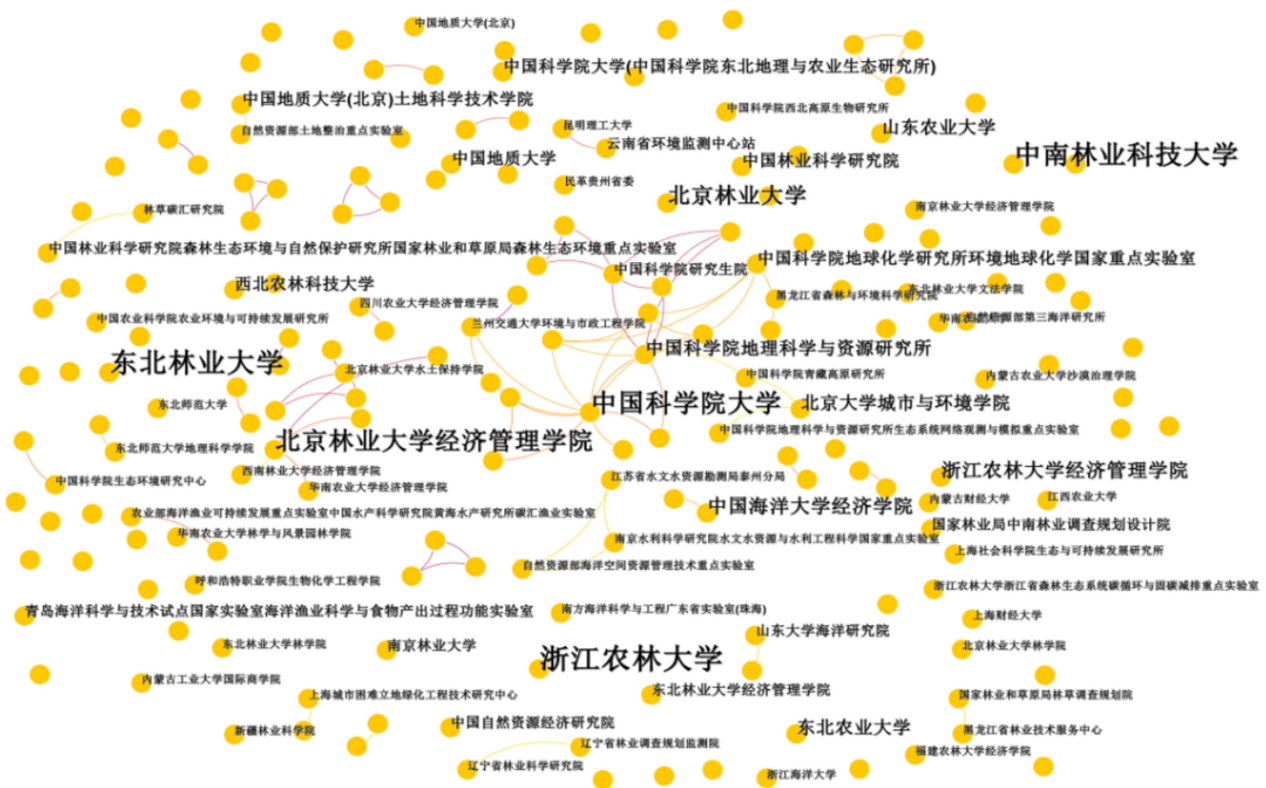 中国地质大学(北京)
中国科学院大学(中国科学院东北地理与农业生态研究所)
中国地质大学(北京)土地科学技术学院
中国科学院西北高原生物研究所
自然资源部土地整治重点实验室
昆明理工大学
山东农业大学
云南省环境监测中心站
中国地质大学
中国林业科学研究院
中南林业科技大学
民革贵州省委
北京林业大学
林草碳汇研究院
南京林业大学经济管理学院
中国林业科学研究院森林生态环境与自然保护研究所国家林业和草原局森林生态环境重点实验室
中国科学院研究生院
中国科学院地球化学研究所环境地球化学国家重点实验室
西北农林科技大学
四川农业大学经济管理学院
黑龙江省森林与环境科学研究院
东北林业大学文法学院
中国农业科学院农业环境与可持续发展研究所
兰州交通大学环境与市政工程学院
自然资源部第三海洋研究所
中国科学院地理科学与资源研究所
东北林业大学
北京林业大学水土保持学院
中国科学院青藏高原研究所
内蒙古农业大学沙漠治理学院
东北师范大学
中国科学院大学
北京大学城市与环境学院
中国科学院地理科学与资源研究所生态系统网络观测与模拟重点实验室
北京林业大学经济管理学院
东北师范大学地理科学学院
西南林业大学经济管理学院
浙江农林大学经济管理学院
中国科学院生态环境研究中心
华南农业大学经济管理学院
江苏省水文水资源勘测局泰州分局
内蒙古财经大学
江西农业大学
中国海洋大学经济学院
农业部海洋渔业可持续发展重点实验室中国水产科学研究院黄海水产研究所碳汇渔业实验室
国家林业局中南林业调查规划设计院
华南农业大学林学与风景园林学院
南京水利科学研究院水文水资源与水利工程科学国家重点实验室
上海社会科学院生态与可持续发展研究所
自然资源部海洋空间资源管理技术重点实验室
呼和浩特职业学院生物化学工程学院
浙江农林大学浙江省森林生态系统碳循环与固碳减排重点实验室
青岛海洋科学与技术试点国家实验室海洋渔业科学与食物产出过程功能实验室
南方海洋科学与工程广东省实验室(珠海)
上海财经大学
山东大学海洋研究院
东北林业大学林学院
南京林业大学
北京林业大学林学院
浙江农林大学
内蒙古工业大学国际商学院
东北林业大学经济管理学院
上海城市困难立地绿化工程技术研究中心
国家林业和草原局林草调查规划院
中国自然资源经济研究院
东北农业大学
新疆林业科学院
黑龙江省林业技术服务中心
辽宁省林业调查规划监测院
福建农林大学经济学院
辽宁省林业科学研究院
浙江海洋大学